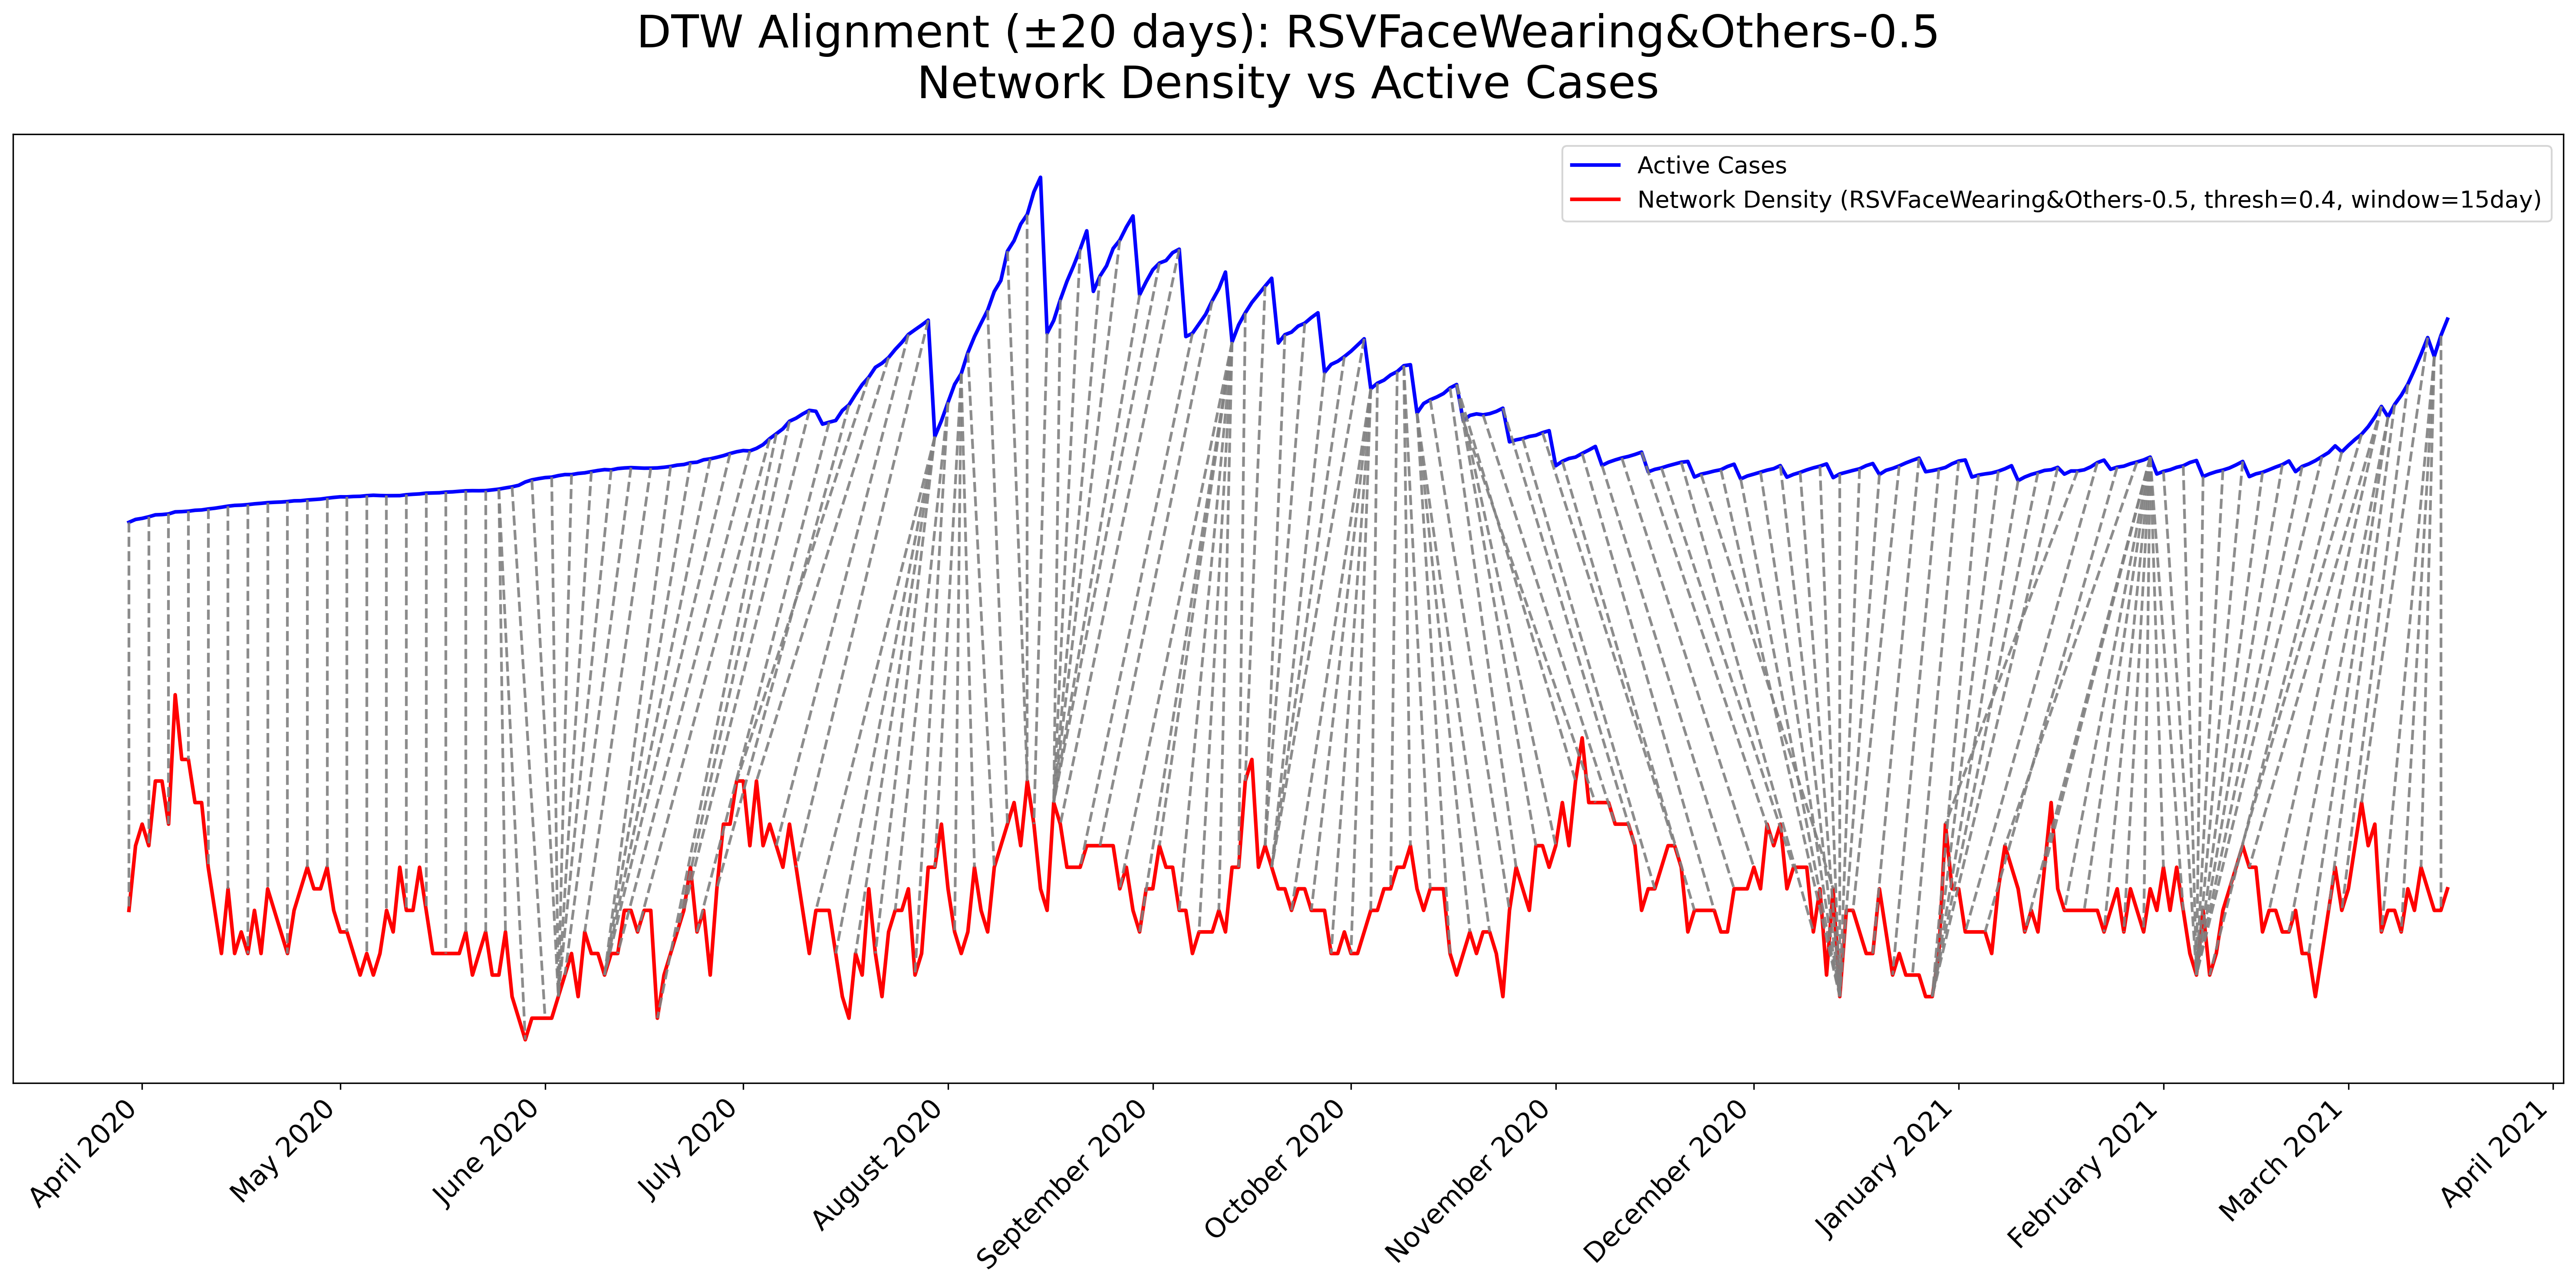 DTW Alignment (±20 days): RSVFaceWearing&Others-0.5
Network Density vs Active Cases
Active Cases
Network Density (RSVFaceWearing&Others-0.5, thresh=0.4, window=15day)
April 2020
May 2020
June 2020
July 2020
August 2020
September 2020
October 2020
November 2020
December 2020
January 2021
February 2021
March 2021
April 2021